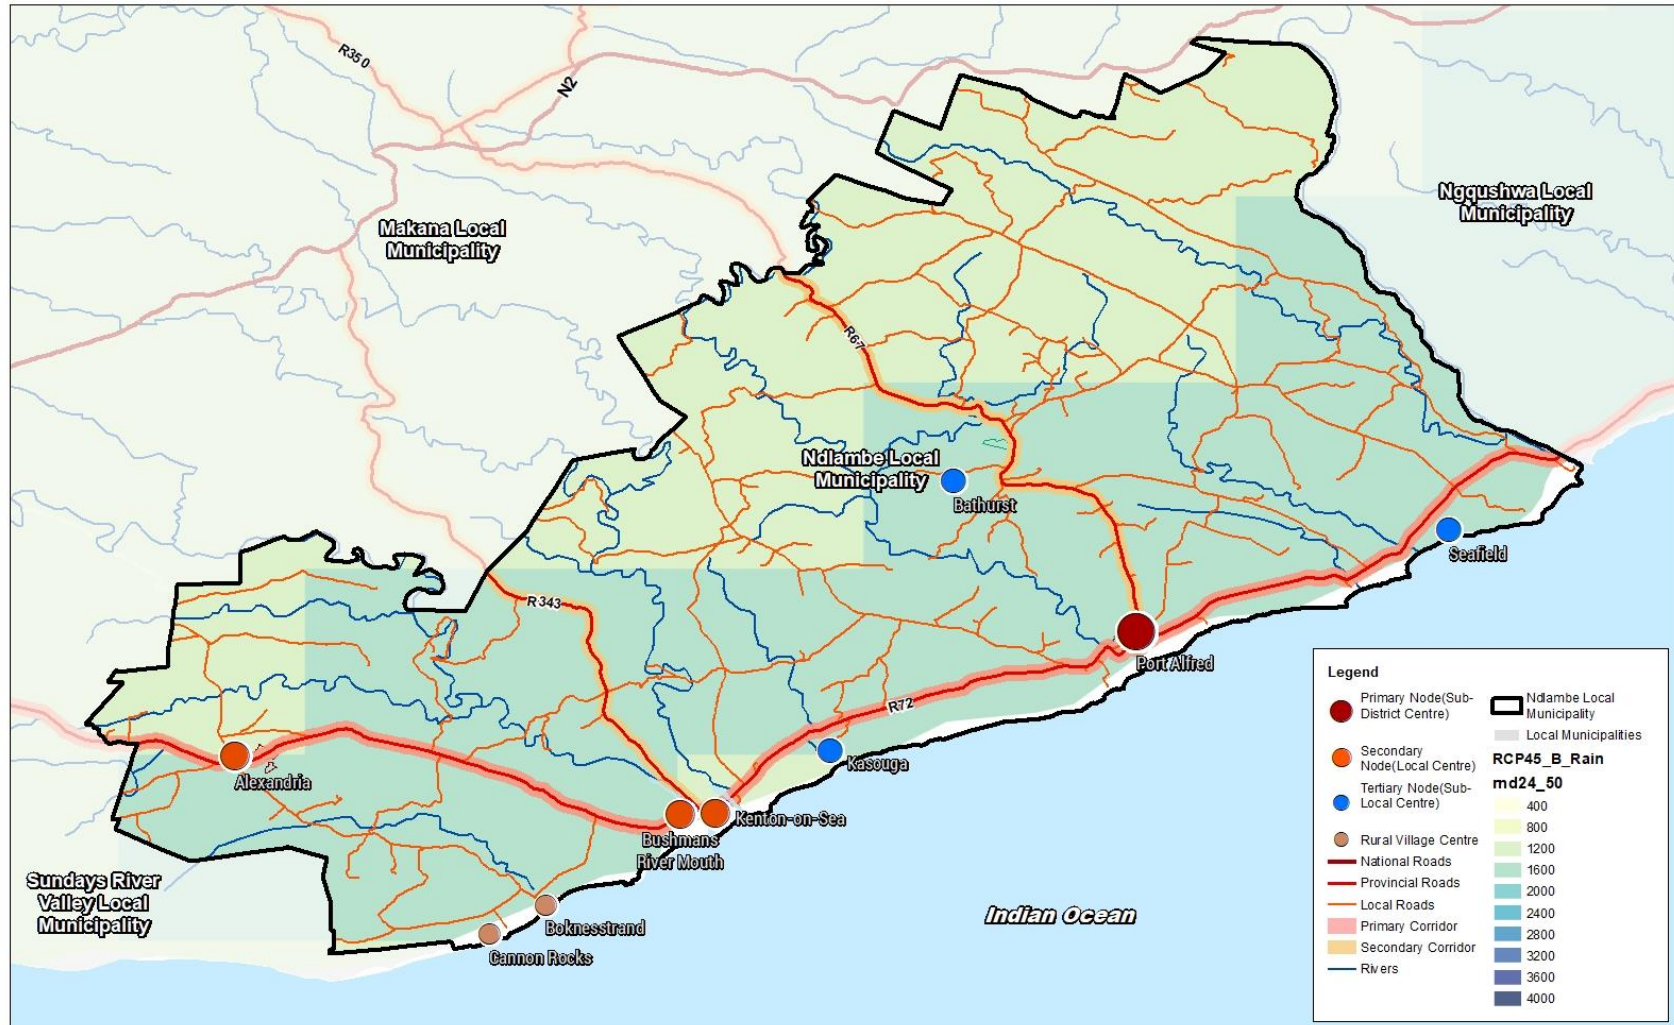 R350
N2
Makana Local
Municipality
Ngqushwa Local
Municipality
R67
Ndlambe Local
Municipality
Bathurst
Seafield
R343
Port Alfred
R72
Kasouga
Alexandria
Kenton-on-Sea
Bushmans
River Mouth
Sundays River
Valley Local
Municipality
Boknesstrand
Cannon Rocks
Indian Ocean
Legend
Primary Node(Sub-
District Centre)
Secondary
Node(Local Centre)
Tertiary Node(Sub-
Local Centre)
Rural Village Centre
National Roads
Provincial Roads
Local Roads
Primary Corridor
Secondary Corridor
Rivers
Ndlambe Local
Municipality
Local Municipalities
RCP45_B_Rain
md24_50
400
800
1200
1600
2000
2400
2800
3200
3600
4000